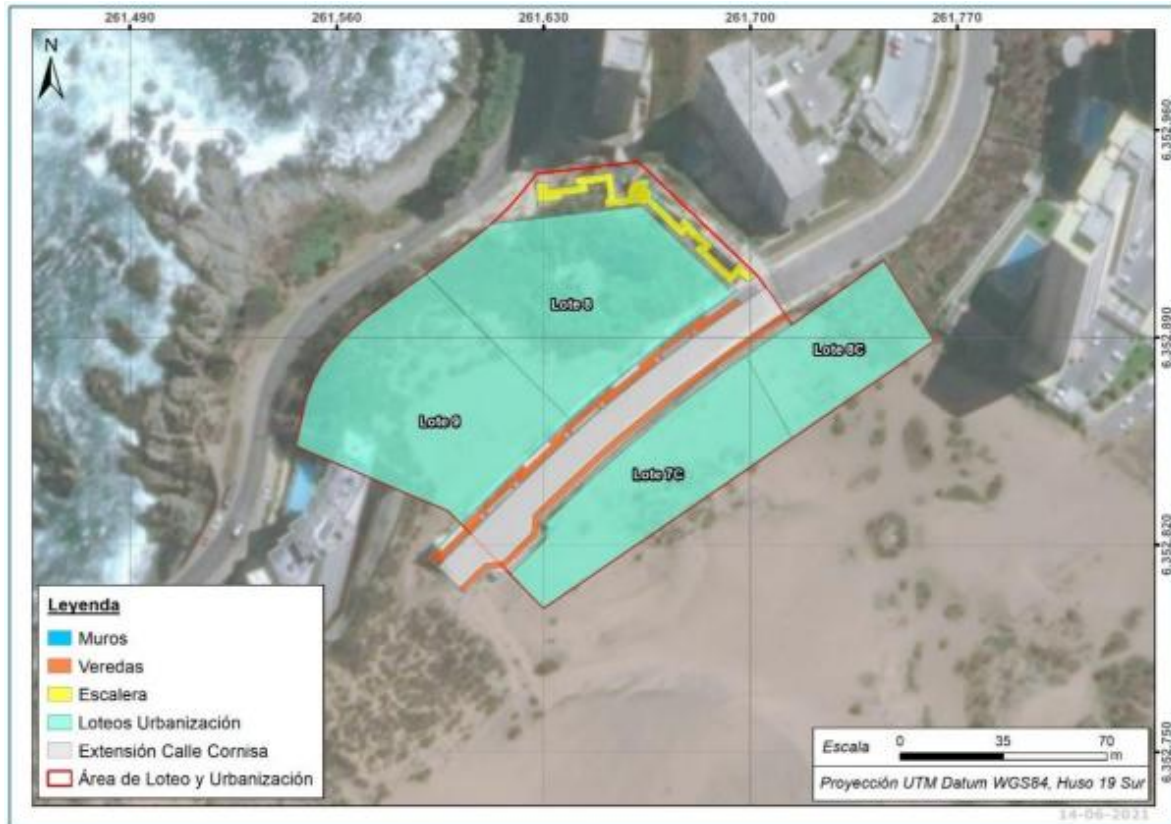 261,490 261,560 261,630 261,700 261,770
N
6.352.960
Lote 8
6.352.890
Lote 8C
Lote 9
Lote 7C
6.352.820
Leyenda
Muros
Veredas
Escalera
Loteos Urbanización
Extensión Calle Cornisa
Área de Loteo y Urbanización
6.352.750
Escala 0 35 70
m
Proyección UTM Datum WGS84, Huso 19 Sur
14-06-2021